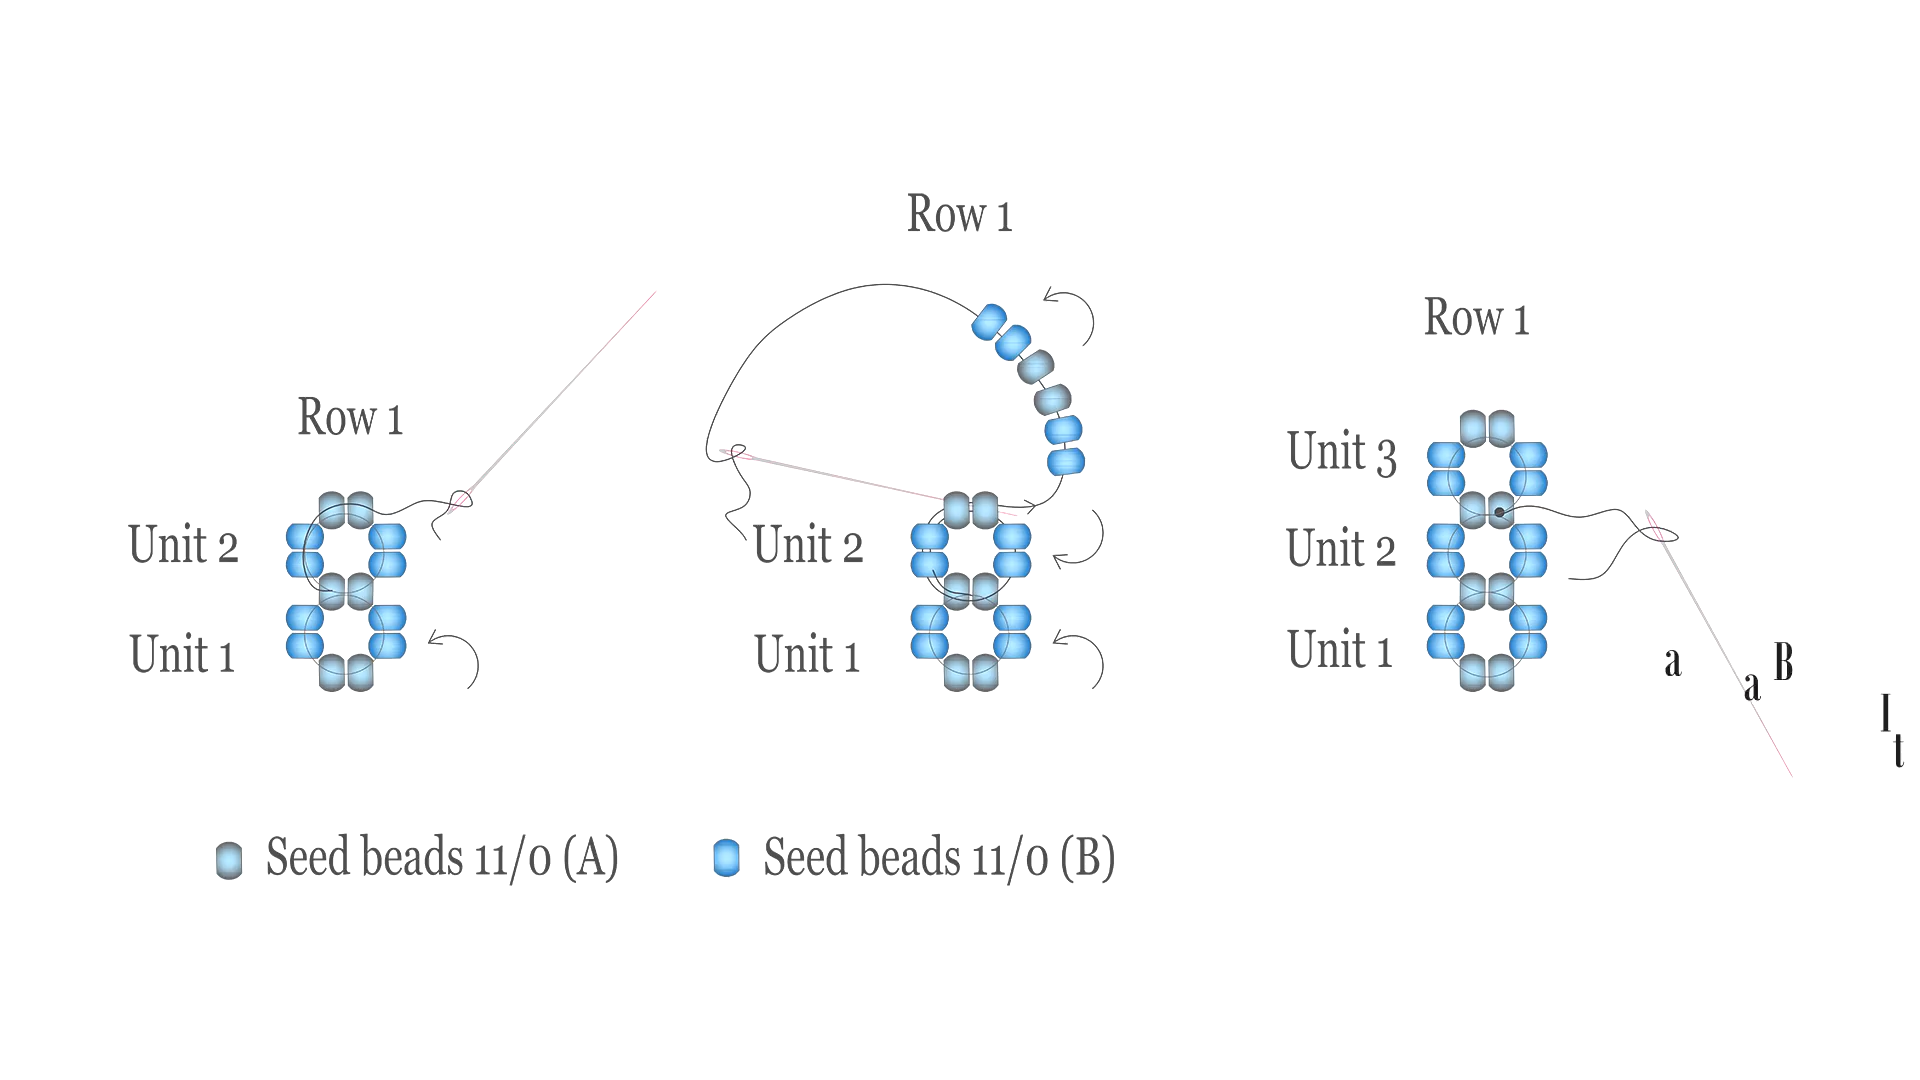 Row 1
Unit 2
Unit 1
Row 1
Unit 2
Unit 1
Row 1
Unit 3
Unit 2
Unit 1
a
a
B
I
t
Seed beads 11/0 (A)
Seed beads 11/0 (B)